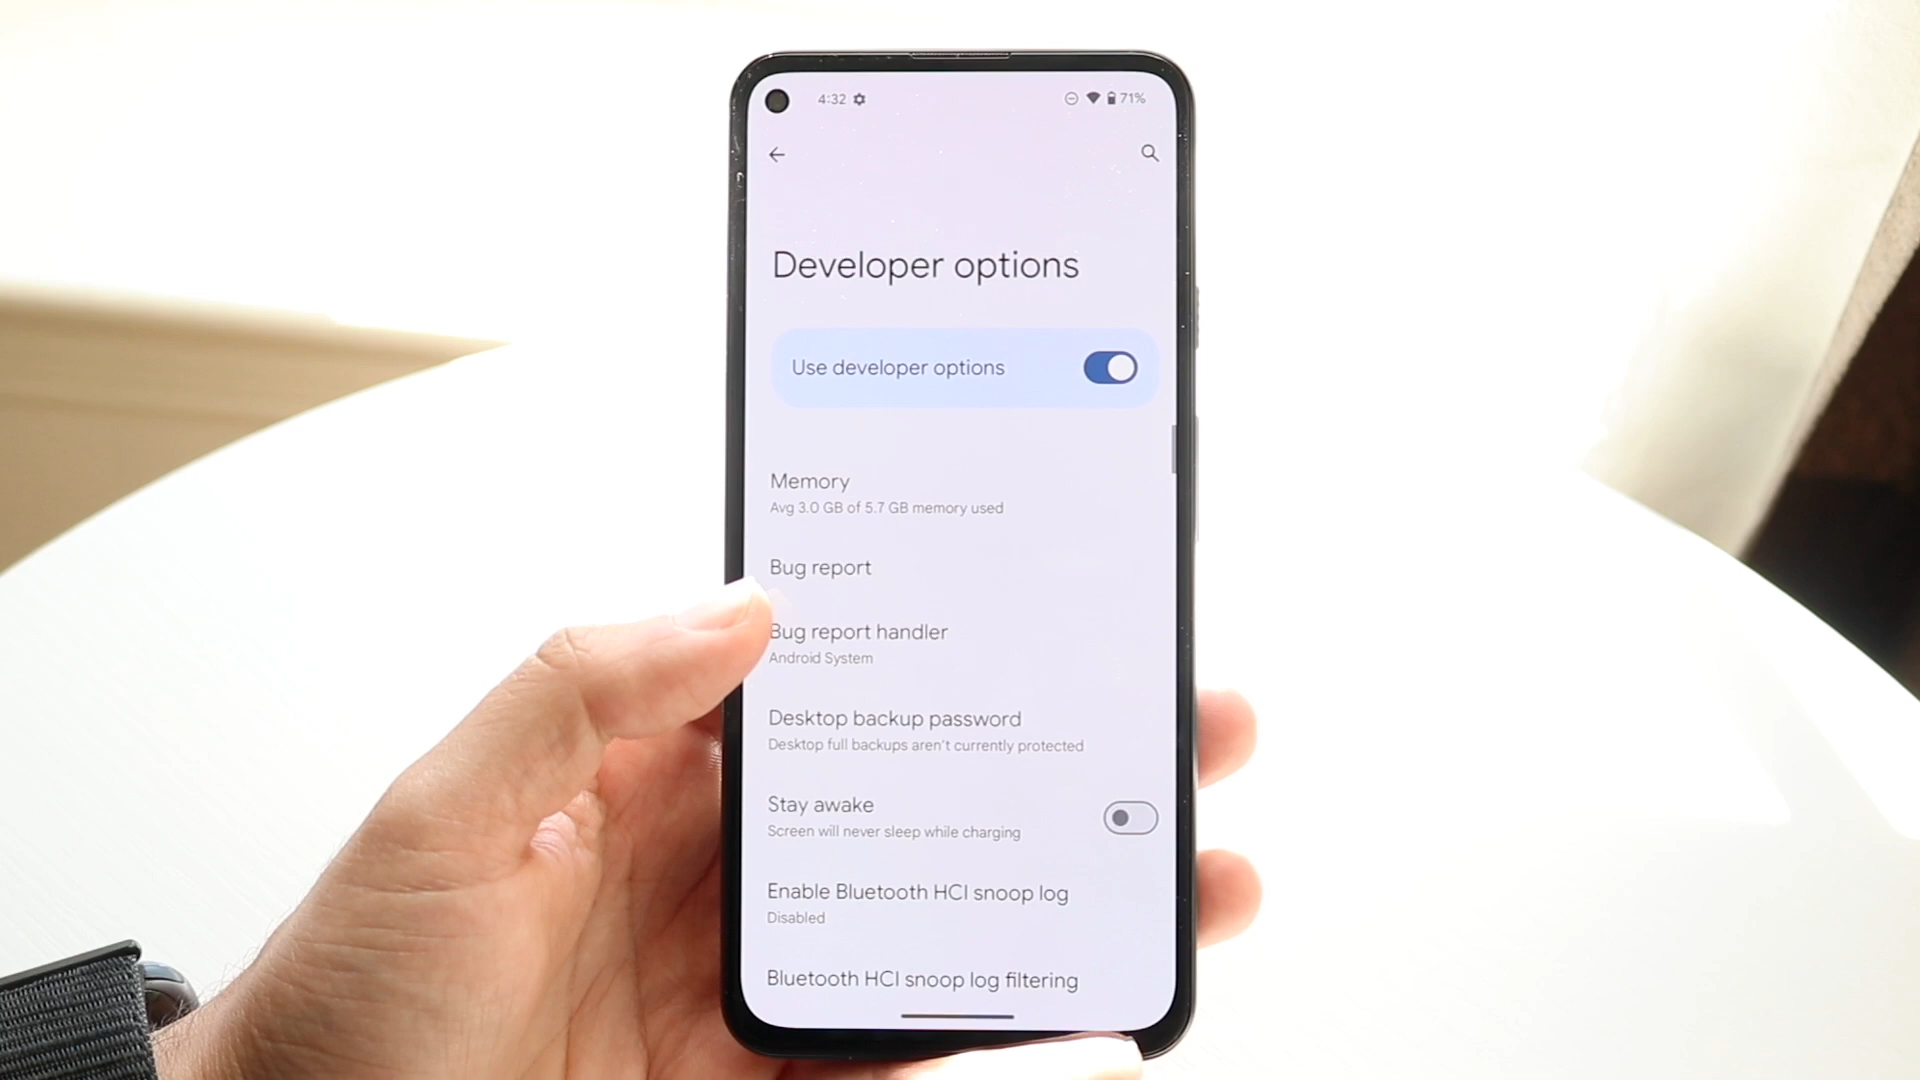 4:32
71%
Developer options
Use developer options
Memory
Avg 3.0 GB of 5.7 GB memory used
Bug report
Bug report handler
Android System
Desktop backup password
Desktop full backups aren't currently protected
Stay awake
Screen will never sleep while charging
Enable Bluetooth HCI snoop log
Disabled
Bluetooth HCI snoop log filtering